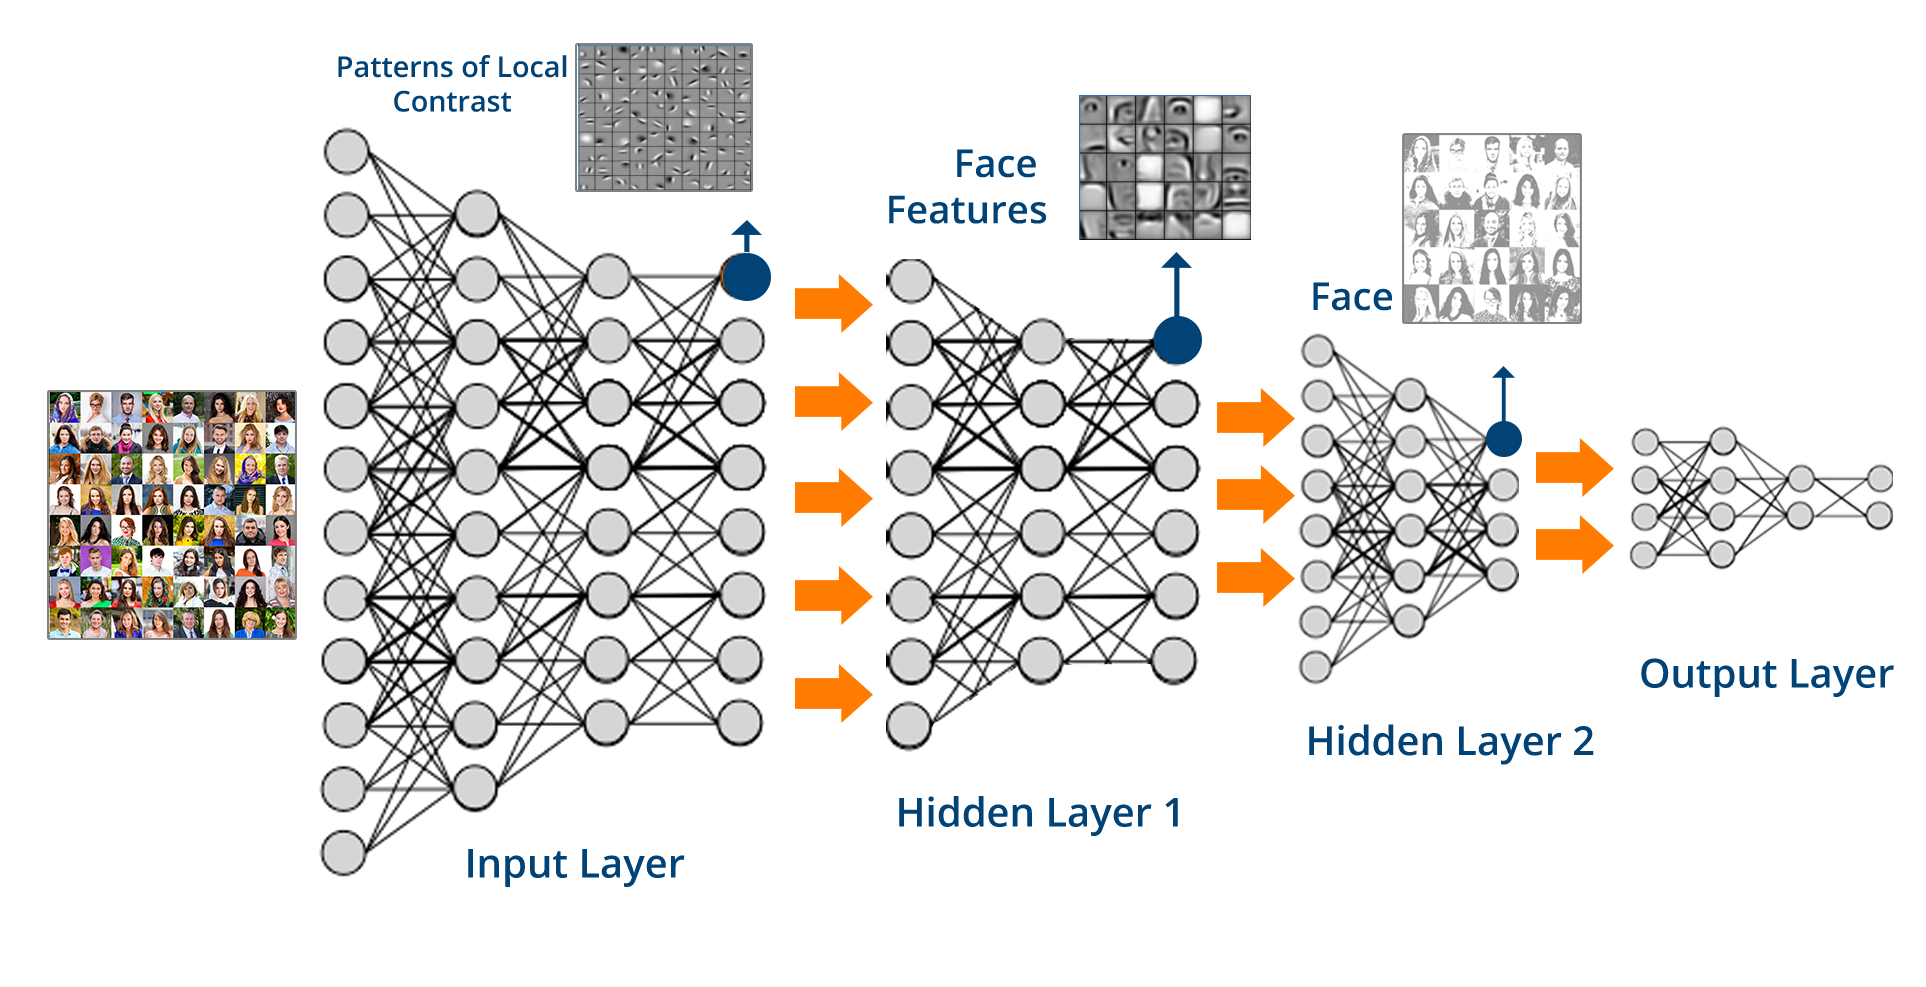 Patterns of Local
Contrast
Face
Features
Face
Input Layer
Hidden Layer 1
Hidden Layer 2
Output Layer